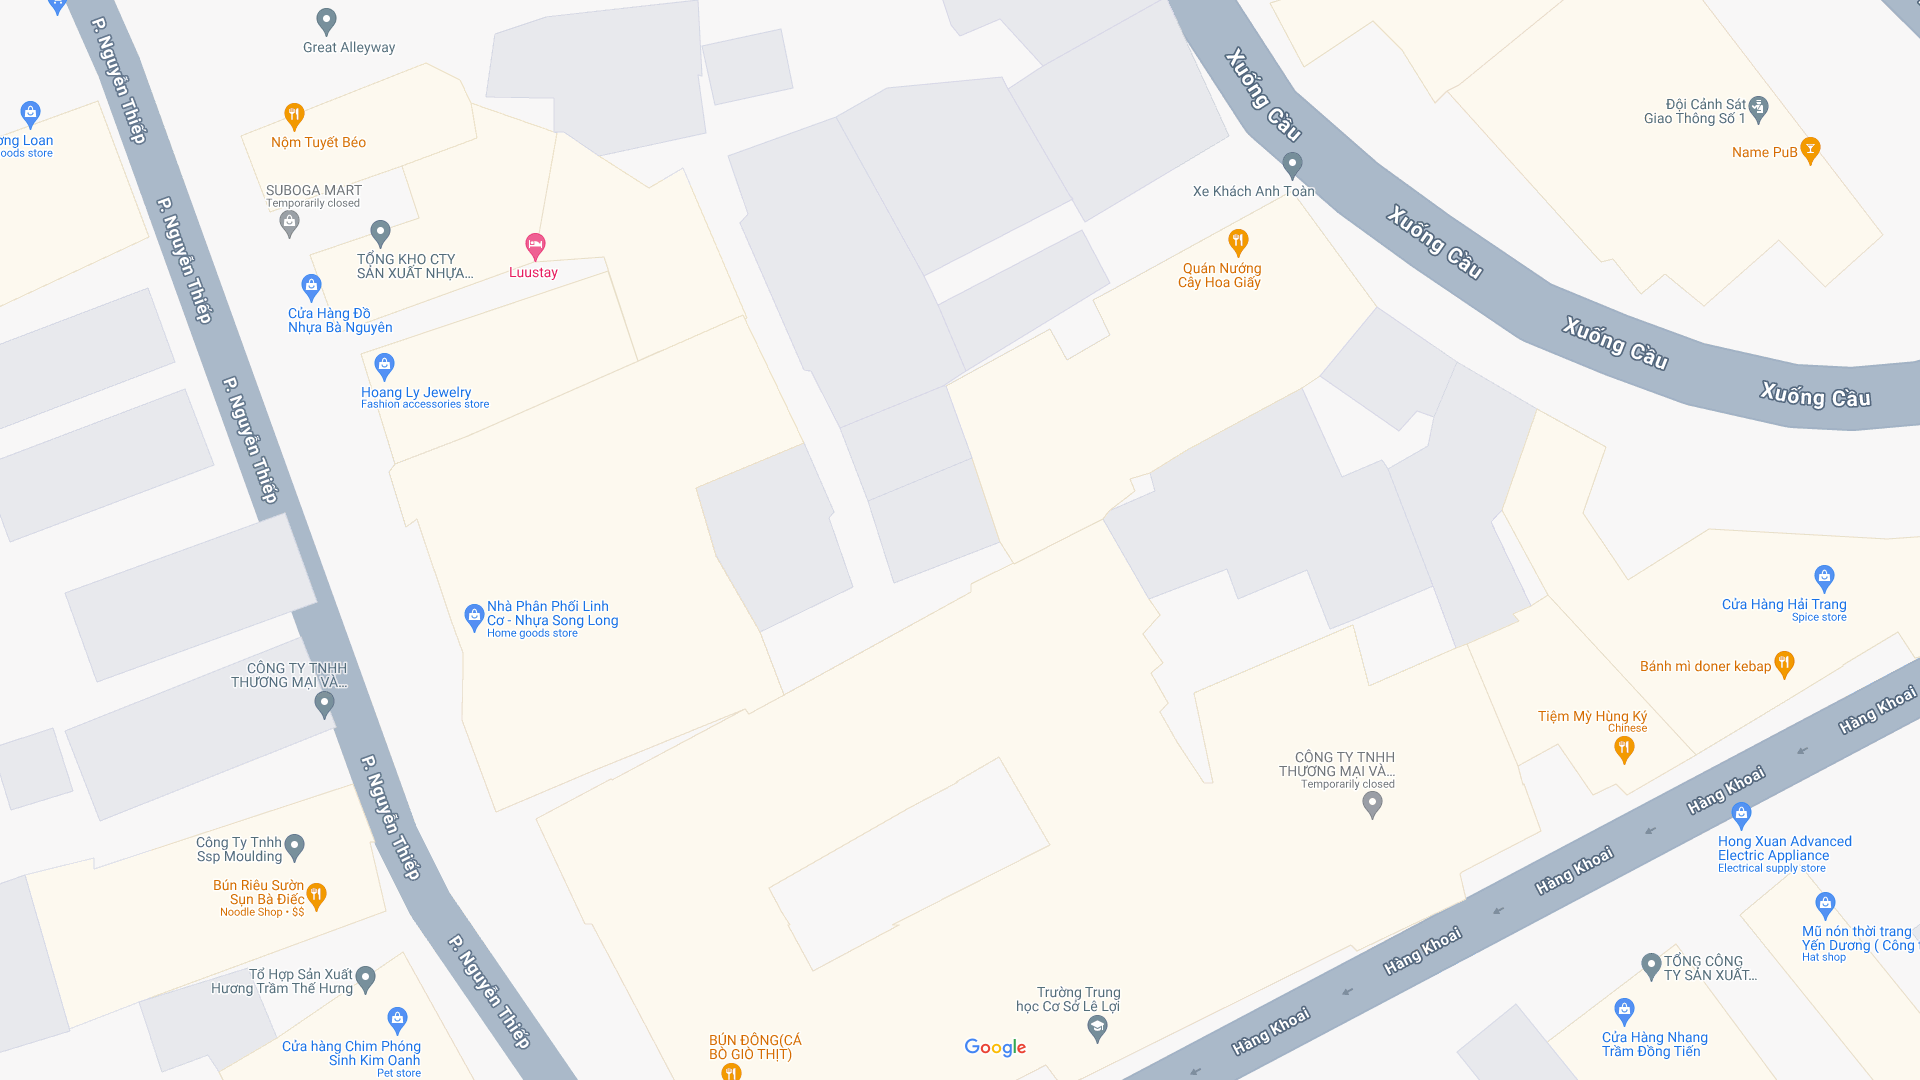 Great Alleyway
P. Nguyễn Thiếp
Xuống Cầu
Đội Cảnh Sát
Giao Thông Số 1
Name PuB
ơng Loan
oods store
Nộm Tuyết Béo
SUBOGA MART
Temporarily closed
Xe Khách Anh Toàn
P. Nguyễn Thiếp
TỔNG KHO CTY
SẢN XUẤT NHỰA...
Luustay
Quán Nướng
Cây Hoa Giấy
Xuống Cầu
Cửa Hàng Đồ
Nhựa Bà Nguyên
Xuống Cầu
Hoang Ly Jewelry
Fashion accessories store
Xuống Cầu
P. Nguyễn Thiếp
Nhà Phân Phối Linh
Cơ - Nhựa Song Long
Home goods store
Cửa Hàng Hải Trang
Spice store
Bánh mì doner kebap
CÔNG TY TNHH
THƯƠNG MẠI VÀ...
Hàng Khoai
Tiệm Mỳ Hùng Ký
Chinese
CÔNG TY TNHH
THƯƠNG MẠI VÀ...
Temporarily closed
Hàng Khoai
P. Nguyễn Thiếp
Công Ty Tnhh
Ssp Moulding
Hong Xuan Advanced
Electric Appliance
Electrical supply store
Hàng Khoai
Bún Riêu Sườn
Sụn Bà Điếc
Noodle Shop • $$
Mũ nón thời trang
Yến Dương ( Công t
Hat shop
Hàng Khoai
P. Nguyễn Thiếp
Tổ Hợp Sản Xuất
Hương Trầm Thế Hưng
TỔNG CÔNG
TY SẢN XUẤT...
Trường Trung
học Cơ Sở Lê Lợi
Hàng Khoai
Cửa hàng Chim Phóng
Sinh Kim Oanh
Pet store
BÚN ĐÔNG(CÁ
BÒ GIÒ THỊT)
Google
Cửa Hàng Nhang
Trầm Đồng Tiến